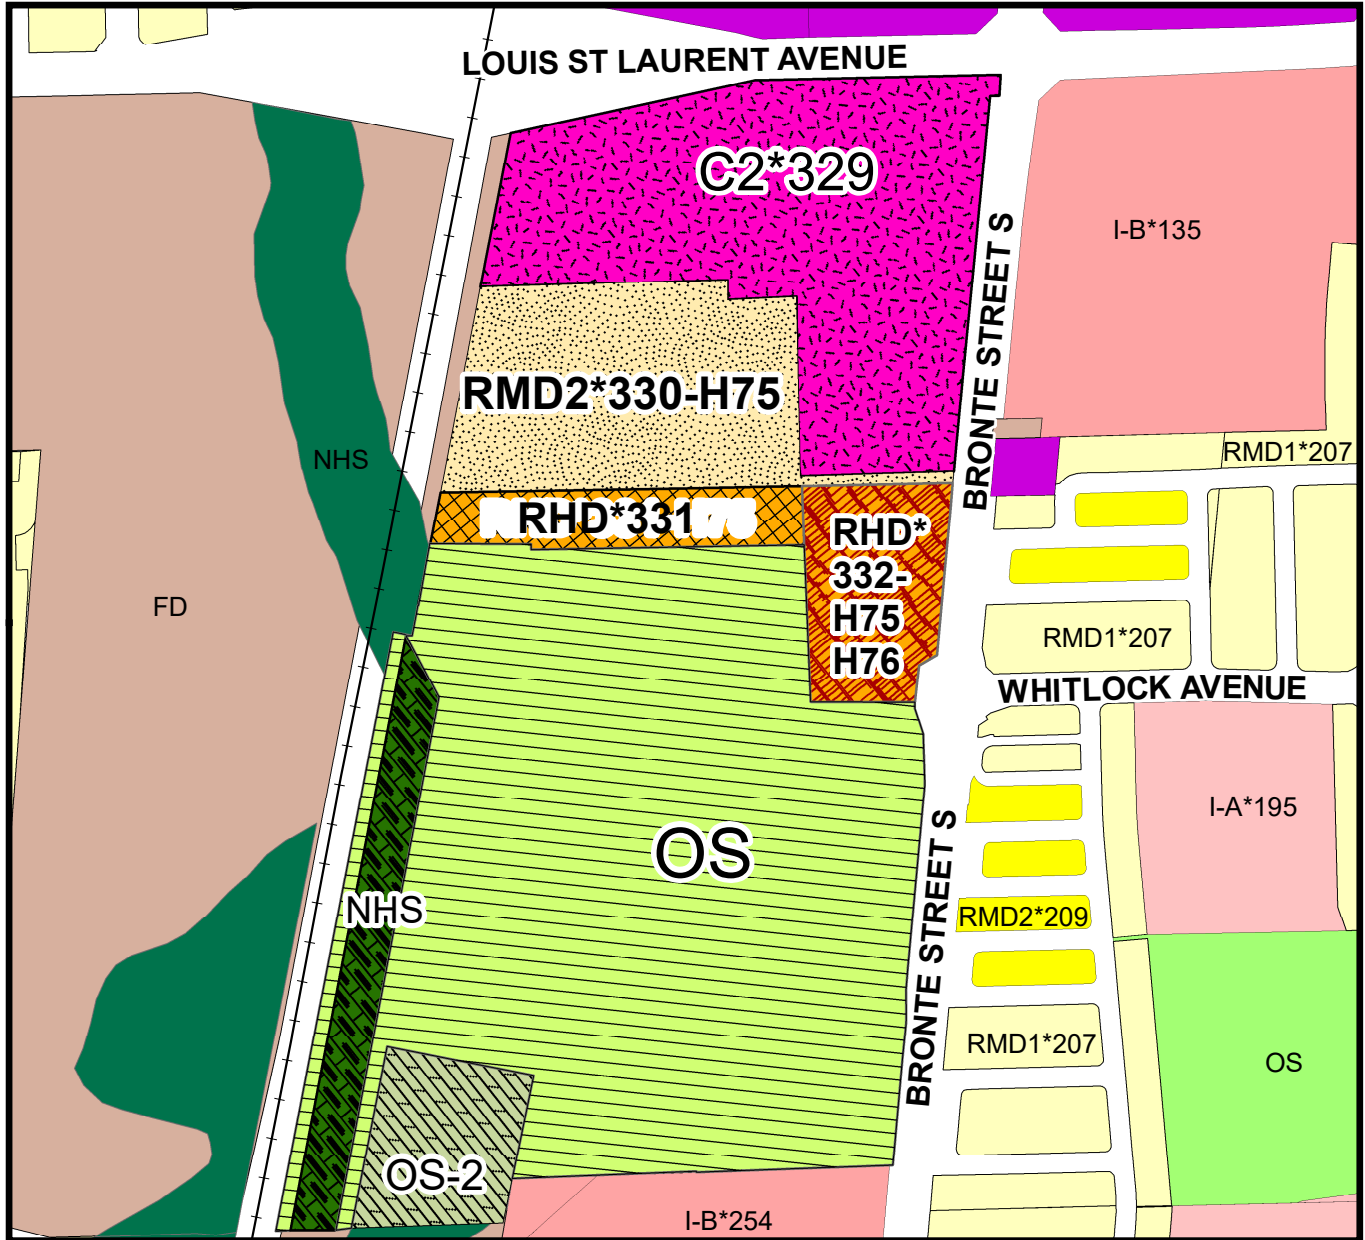 LOUIS ST LAURENT AVENUE
C2*329
I-B*135
BRONTE STREET S
RMD2*330-H75
RMD1*207
NHS
RHD*331
RHD*
332-
H75
H76
FD
RMD1*207
WHITLOCK AVENUE
I-A*195
OS
BRONTE STREET S
NHS
RMD2*209
RMD1*207
OS
OS-2
I-B*254